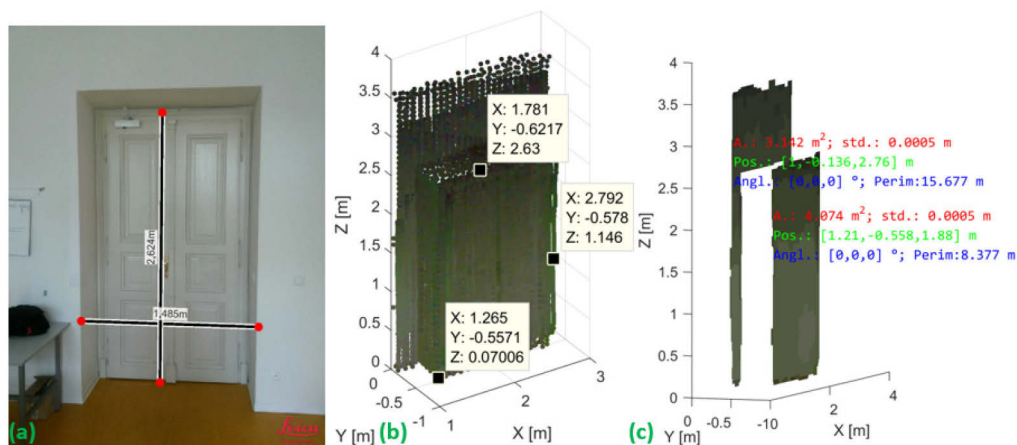 2,624m
1,485m
Leica
(a)
4
3.5
3
2.5
2
1.5
1
0.5
0
Z [m]
X: 1.781
Y: -0.6217
Z: 2.63
X: 2.792
Y: -0.578
Z: 1.146
X: 1.265
Y: -0.5571
Z: 0.07006
0
-0.5
-1
1
2
3
Y [m]
X [m]
(b)
4
3.5
3
2.5
2
1.5
1
0.5
0
Z [m]
A.: 3.142 m²; std.: 0.0005 m
Pos.: [1,-0.136,2.76] m
Angl.: [0,0,0] °; Perim:15.677 m
A.: 4.074 m²; std.: 0.0005 m
Pos.: [1.21,-0.558,1.88] m
Angl.: [0,0,0] °; Perim:8.377 m
0
-0.5
-1 0
2
4
Y [m]
X [m]
(c)